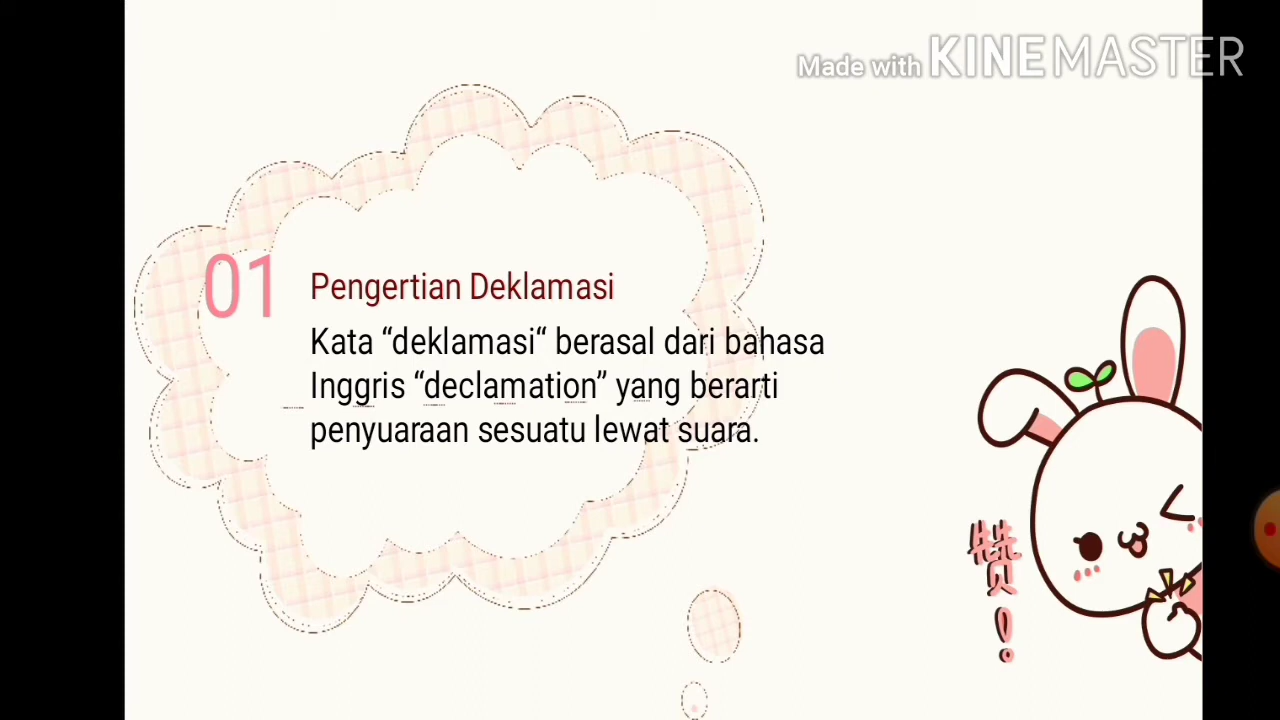 Made with KINEMASTER
01
Pengertian Deklamasi
Kata “deklamasi“ berasal dari bahasa
Inggris “declamation” yang berarti
penyuaraan sesuatu lewat suara.
赞
!